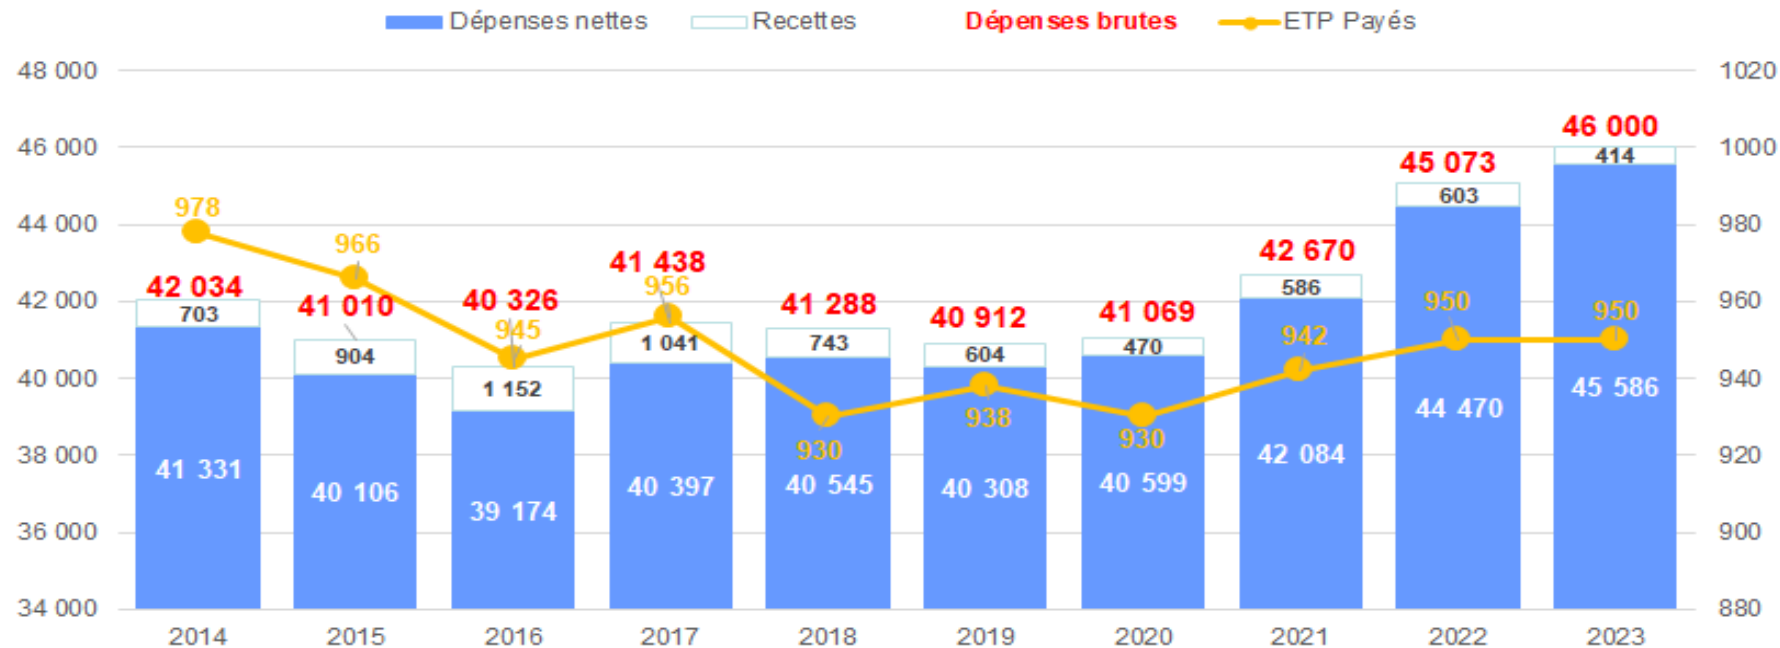 Dépenses nettes Recettes Dépenses brutes ETP Payés
48 000 1020
46 000 1000
44 000 980
42 000 960
40 000 940
38 000 920
36 000 900
34 000 880
42 034 41 010 40 326 41 438 41 288 40 912 41 069 42 670 45 073 46 000
703 904 1 152 1 041 743 604 470 586 603 414
978 966 945 956 930 938 930 942 950 950
41 331 40 106 39 174 40 397 40 545 40 308 40 599 42 084 44 470 45 586
2014 2015 2016 2017 2018 2019 2020 2021 2022 2023